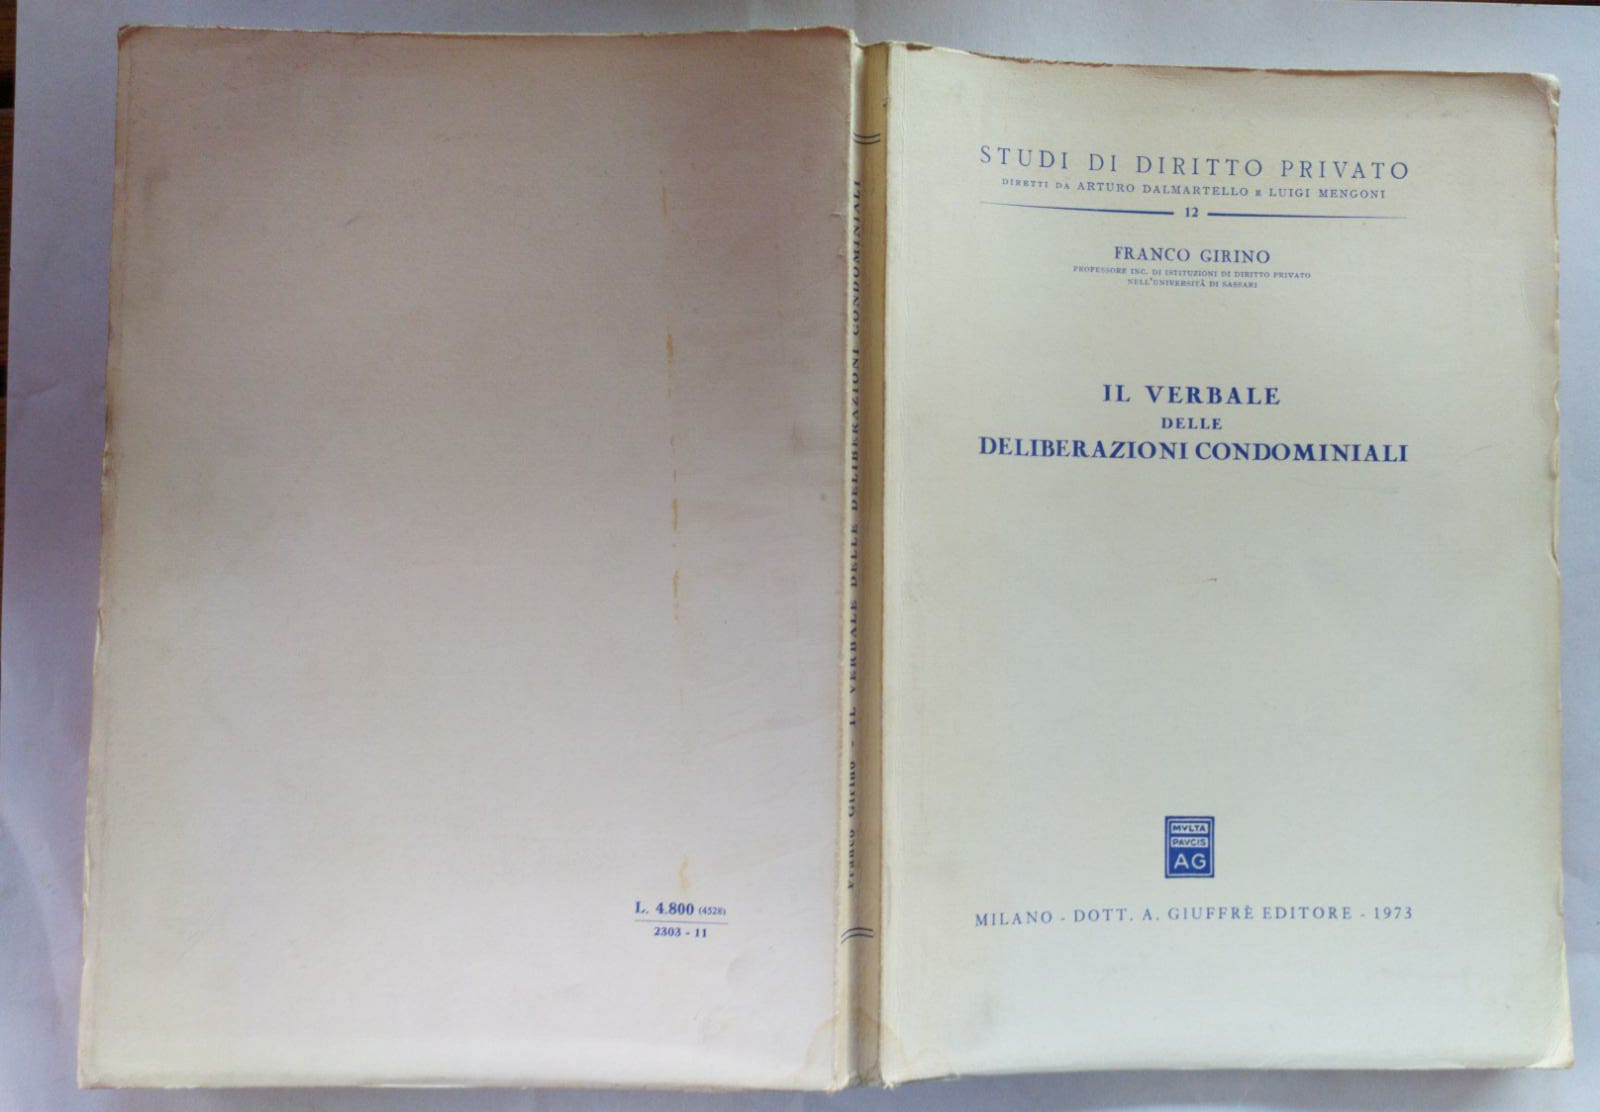 STUDI DI DIRITTO PRIVATO
DIRETTI DA ARTURO DALMARTELLO E LUIGI MENGONI
12
FRANCO GIRINO
PROFESSORE INC. DI ISTITUZIONI DI DIRITTO PRIVATO
NELL'UNIVERSITÀ DI SASSARI
IL VERBALE
DELLE
DELIBERAZIONI CONDOMINIALI
MVLTA
PAVCIS
AG
MILANO - DOTT. A. GIUFFRÈ EDITORE - 1973
Franco Girino - IL VERBALE DELLE DELIBERAZIONI CONDOMINIALI
L. 4.800 (4528)
2303 - 11